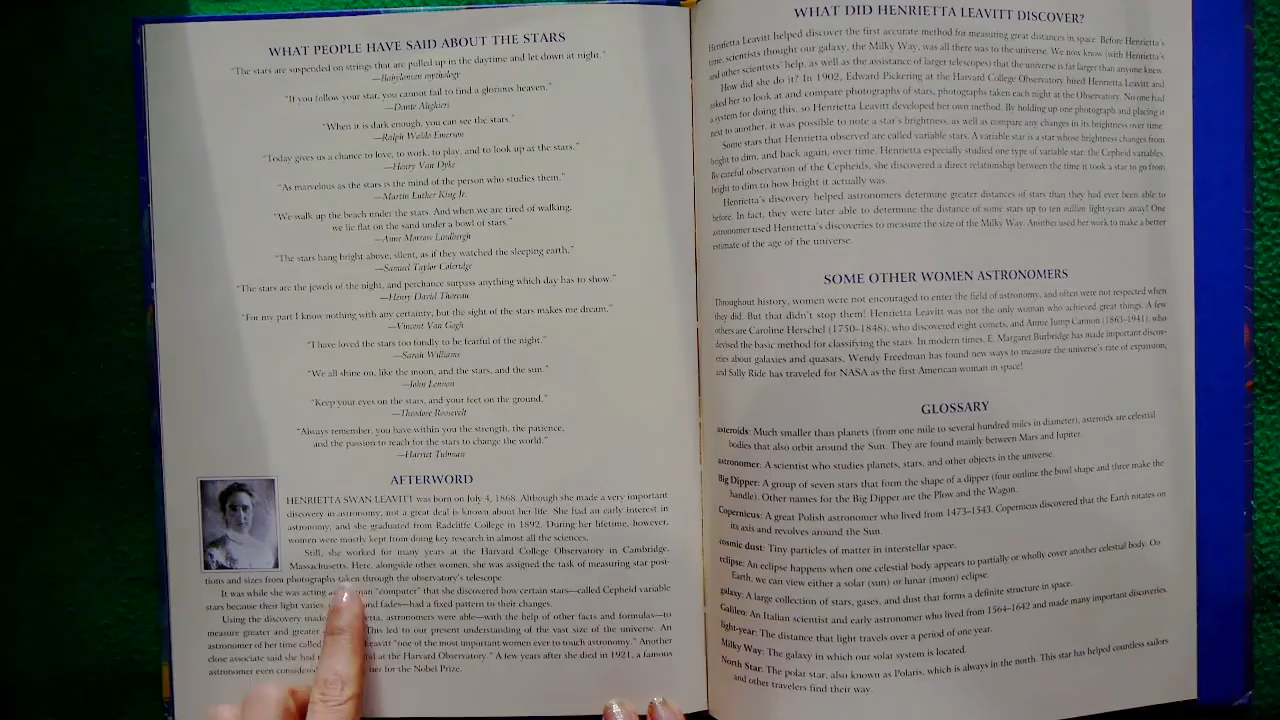 WHAT PEOPLE HAVE SAID ABOUT THE STARS
"The stars are suspended on strings that are pulled up in the daytime and let down at night."
—Babylonian mythology
"If you follow your star, you cannot fail to find a glorious heaven."
—Dante Alighieri
"When it is dark enough, you can see the stars."
—Ralph Waldo Emerson
"Today gives us a chance to love, to work, to play, and to look up at the stars."
—Henry Van Dyke
"As marvelous as the stars is the mind of the person who studies them."
—Martin Luther King Jr.
"We walk up the beach under the stars. And when we are tired of walking,
we lie flat on the sand under a bowl of stars."
—Anne Morrow Lindbergh
"The stars hang bright above, silent, as if they watched the sleeping earth."
—Samuel Taylor Coleridge
"The stars are the jewels of the night, and perchance surpass anything which day has to show."
—Henry David Thoreau
"For my part I know nothing with any certainty, but the sight of the stars makes me dream."
—Vincent Van Gogh
"I have loved the stars too fondly to be fearful of the night."
—Sarah Williams
"We all shine on, like the moon, and the stars, and the sun."
—John Lennon
"Keep your eyes on the stars, and your feet on the ground."
—Theodore Roosevelt
"Always remember, you have within you the strength, the patience,
and the passion to reach for the stars to change the world."
—Harriet Tubman
AFTERWORD
HENRIETTA SWAN LEAVITT was born on July 4, 1868. Although she made a very important
discovery in astronomy, not a great deal is known about her life. She had an early interest in
astronomy, and she graduated from Radcliffe College in 1892. During her lifetime, however,
women were mostly kept from doing key research in almost all the sciences.
Still, she worked for many years at the Harvard College Observatory in Cambridge,
Massachusetts. Here, alongside other women, she was assigned the task of measuring star posi-
tions and sizes from photographs taken through the observatory's telescope.
It was while she was acting as "computer" that she discovered how certain stars—called Cepheid variable
stars because their light varies and fades—had a fixed pattern to their changes.
Using the discovery made astronomers were able—with the help of other facts and formulas—to
measure greater and greater This led to our present understanding of the vast size of the universe. An
astronomer of her time called Leavitt "one of the most important women ever to touch astronomy." Another
close associate said she had at the Harvard Observatory." A few years after she died in 1921, a famous
astronomer even considered her for the Nobel Prize.
WHAT DID HENRIETTA LEAVITT DISCOVER?
Henrietta Leavitt helped discover the first accurate method for measuring great distances in space. Before Henrietta's
time, scientists thought our galaxy, the Milky Way, was all there was to the universe. We now know (with Henrietta's
and other scientists' help, as well as the assistance of larger telescopes) that the universe is far larger than anyone knew.
How did she do it? In 1902, Edward Pickering at the Harvard College Observatory hired Henrietta Leavitt and
asked her to look at and compare photographs of stars, photographs taken each night at the Observatory. No one had
a system for doing this, so Henrietta Leavitt developed her own method. By holding up one photograph and placing it
next to another, it was possible to note a star's brightness, as well as compare any changes in its brightness over time.
Some stars that Henrietta observed are called variable stars. A variable star is a star whose brightness changes from
bright to dim, and back again, over time. Henrietta especially studied one type of variable star: the Cepheid variables.
By careful observation of the Cepheids, she discovered a direct relationship between the time it took a star to go from
bright to dim to how bright it actually was.
Henrietta's discovery helped astronomers determine greater distances of stars than they had ever been able to
before. In fact, they were later able to determine the distance of some stars up to ten million light-years away! One
astronomer used Henrietta's discoveries to measure the size of the Milky Way. Another used her work to make a better
estimate of the age of the universe.
SOME OTHER WOMEN ASTRONOMERS
Throughout history, women were not encouraged to enter the field of astronomy, and often were not respected when
they did. But that didn't stop them! Henrietta Leavitt was not the only woman who achieved great things. A few
others are Caroline Herschel (1750–1848), who discovered eight comets, and Annie Jump Cannon (1863–1941), who
devised the basic method for classifying the stars. In modern times, E. Margaret Burbridge has made important discov-
eries about galaxies and quasars, Wendy Freedman has found new ways to measure the universe's rate of expansion,
and Sally Ride has traveled for NASA as the first American woman in space!
GLOSSARY
asteroids: Much smaller than planets (from one mile to several hundred miles in diameter), asteroids are celestial
bodies that also orbit around the Sun. They are found mainly between Mars and Jupiter.
astronomer: A scientist who studies planets, stars, and other objects in the universe.
Big Dipper: A group of seven stars that form the shape of a dipper (four outline the bowl shape and three make the
handle). Other names for the Big Dipper are the Plow and the Wagon.
Copernicus: A great Polish astronomer who lived from 1473–1543. Copernicus discovered that the Earth rotates on
its axis and revolves around the Sun.
cosmic dust: Tiny particles of matter in interstellar space.
eclipse: An eclipse happens when one celestial body appears to partially or wholly cover another celestial body. On
Earth, we can view either a solar (sun) or lunar (moon) eclipse.
galaxy: A large collection of stars, gases, and dust that forms a definite structure in space.
Galileo: An Italian scientist and early astronomer who lived from 1564–1642 and made many important discoveries.
light-year: The distance that light travels over a period of one year.
Milky Way: The galaxy in which our solar system is located.
North Star: The polar star, also known as Polaris, which is always in the north. This star has helped countless sailors
and other travelers find their way.